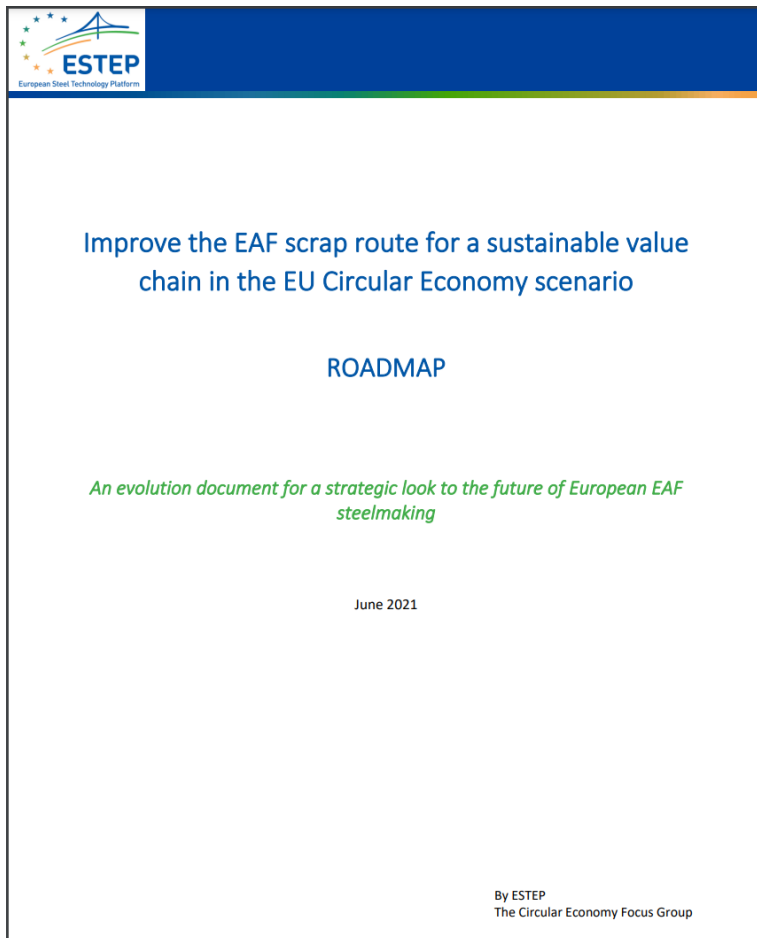 ESTEP
European Steel Technology Platform
Improve the EAF scrap route for a sustainable value
chain in the EU Circular Economy scenario
ROADMAP
An evolution document for a strategic look to the future of European EAF
steelmaking
June 2021
By ESTEP
The Circular Economy Focus Group